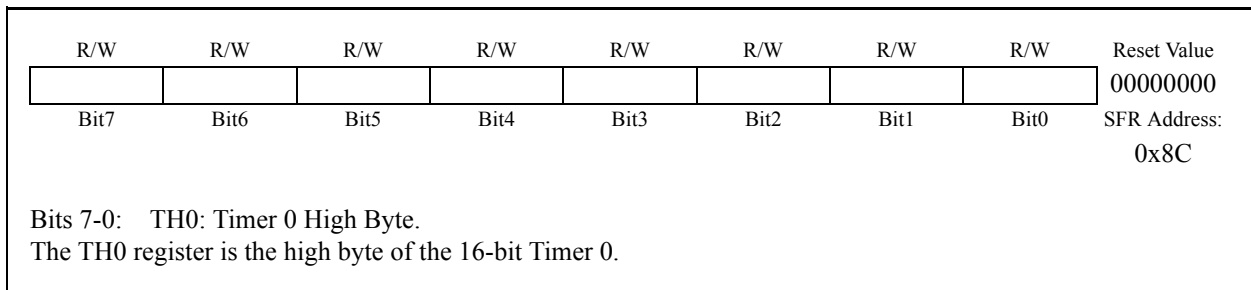 R/W R/W R/W R/W R/W R/W R/W R/W Reset Value
00000000
Bit7 Bit6 Bit5 Bit4 Bit3 Bit2 Bit1 Bit0 SFR Address:
0x8C
Bits 7-0: TH0: Timer 0 High Byte.
The TH0 register is the high byte of the 16-bit Timer 0.